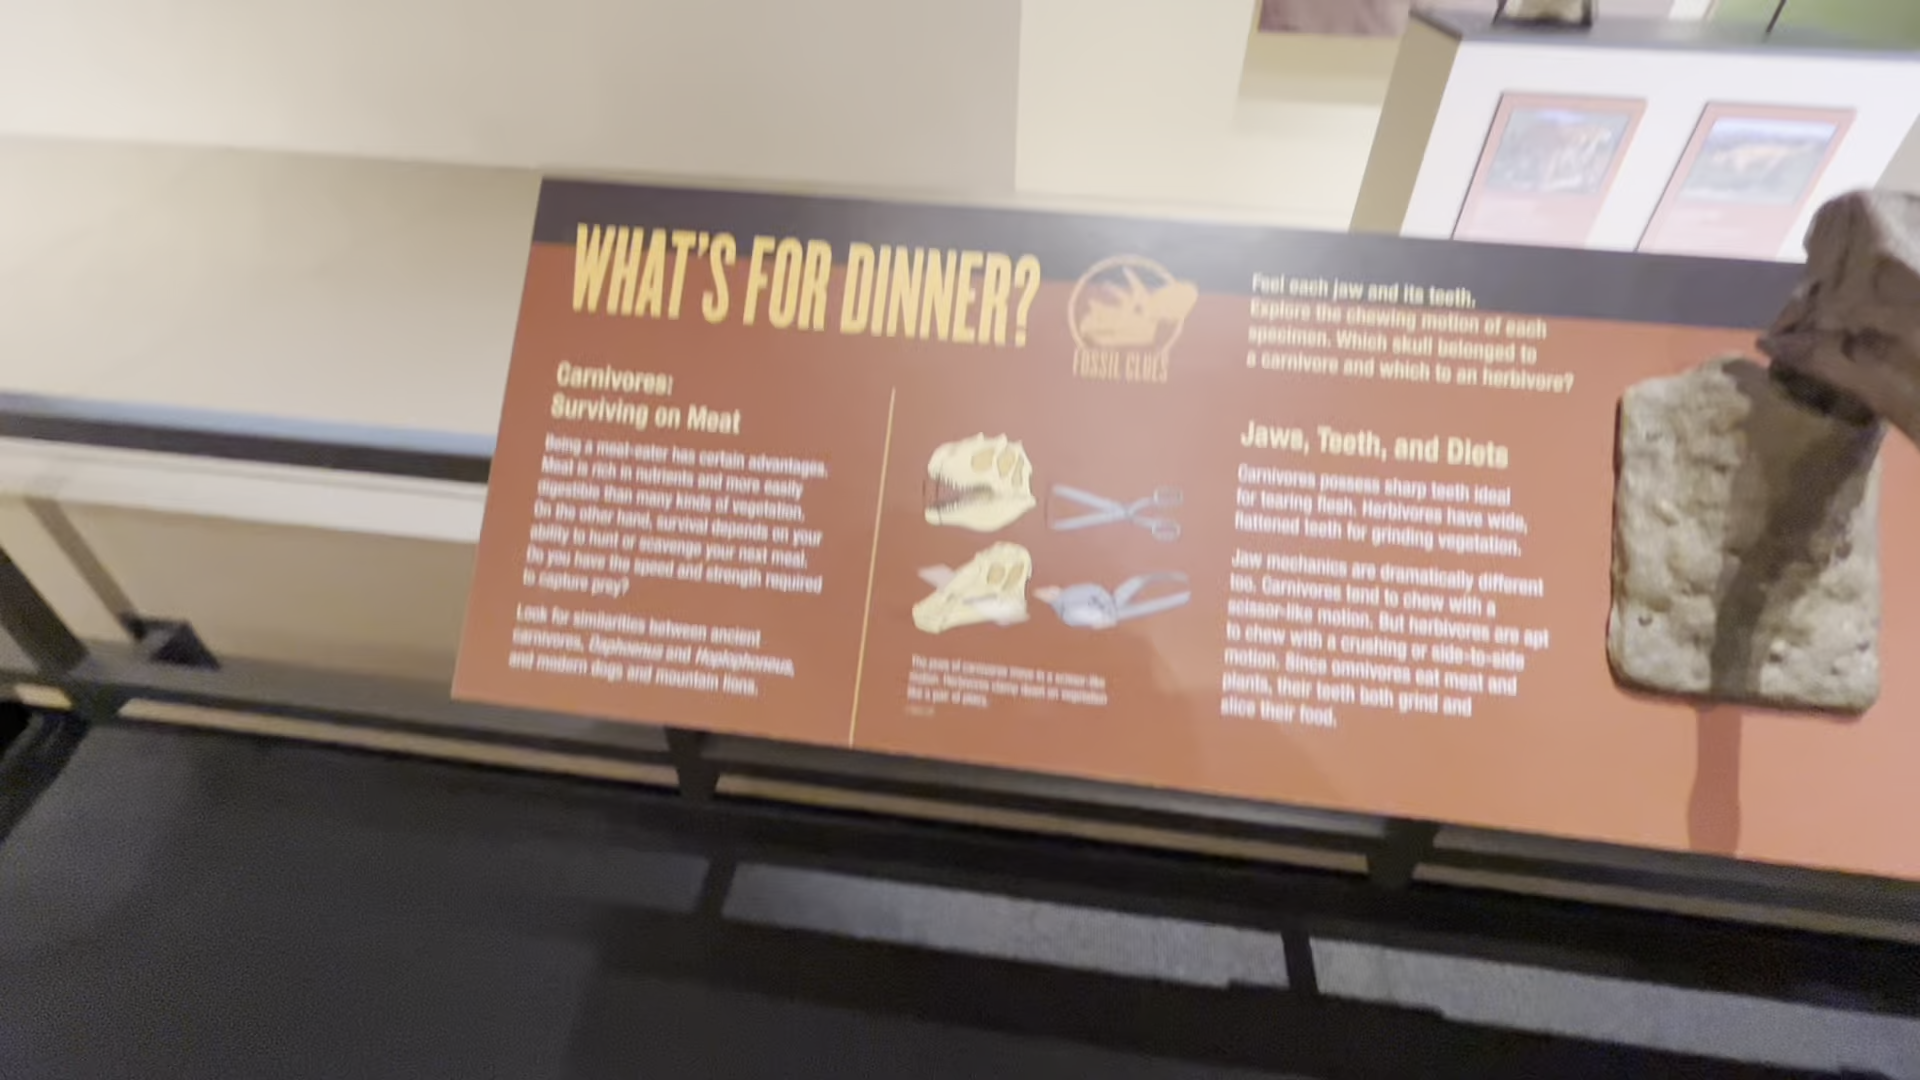 WHAT'S FOR DINNER?
FOSSIL CLUES
Carnivores:
Surviving on Meat
Being a meat-eater has certain advantages.
Meat is rich in nutrients and more easily
digestible than many kinds of vegetation.
On the other hand, survival depends on your
ability to hunt or scavenge your next meal.
Do you have the speed and strength required
to capture prey?
Look for similarities between ancient
carnivores, Daphoenus and Hoplophoneus,
and modern dogs and mountain lions.
Feel each jaw and its teeth.
Explore the chewing motion of each
specimen. Which skull belonged to
a carnivore and which to an herbivore?
Jaws, Teeth, and Diets
Carnivores possess sharp teeth ideal
for tearing flesh. Herbivores have wide,
flattened teeth for grinding vegetation.
Jaw mechanics are dramatically different
too. Carnivores tend to chew with a
scissor-like motion. But herbivores are apt
to chew with a crushing or side-to-side
motion. Since omnivores eat meat and
plants, their teeth both grind and
slice their food.